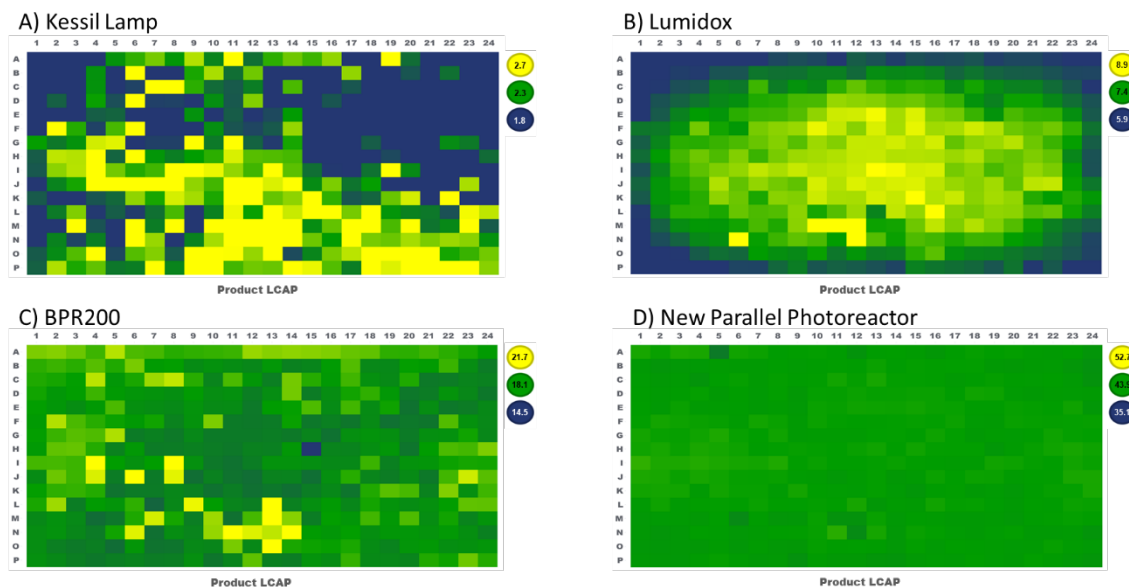 A) Kessil Lamp
1 2 3 4 5 6 7 8 9 10 11 12 13 14 15 16 17 18 19 20 21 22 23 24
A
B
C
D
E
F
G
H
I
J
K
L
M
N
O
P
2.7
2.3
1.8
Product LCAP
B) Lumidox
1 2 3 4 5 6 7 8 9 10 11 12 13 14 15 16 17 18 19 20 21 22 23 24
A
B
C
D
E
F
G
H
I
J
K
L
M
N
O
P
8.9
7.4
5.9
Product LCAP
C) BPR200
1 2 3 4 5 6 7 8 9 10 11 12 13 14 15 16 17 18 19 20 21 22 23 24
A
B
C
D
E
F
G
H
I
J
K
L
M
N
O
P
21.7
18.1
14.5
Product LCAP
D) New Parallel Photoreactor
1 2 3 4 5 6 7 8 9 10 11 12 13 14 15 16 17 18 19 20 21 22 23 24
A
B
C
D
E
F
G
H
I
J
K
L
M
N
O
P
52.7
43.9
35.1
Product LCAP